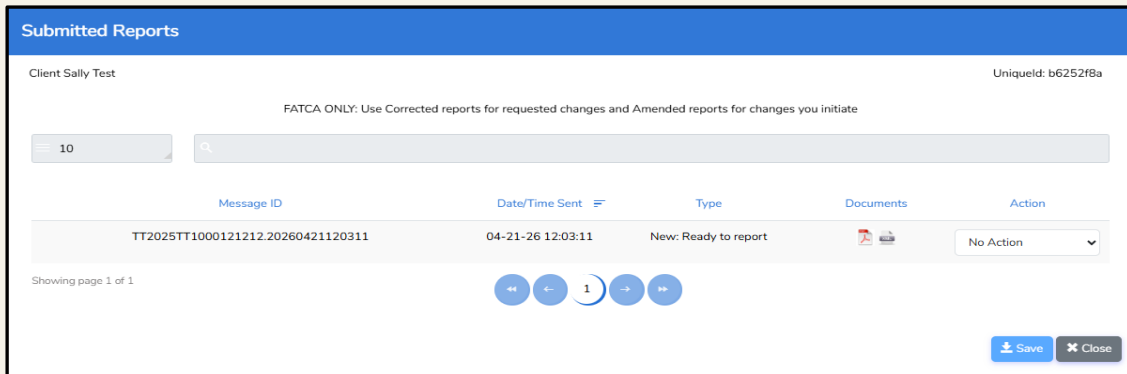 Submitted Reports
Client Sally Test UniqueId: b6252f8a
FATCA ONLY: Use Corrected reports for requested changes and Amended reports for changes you initiate
10
Message ID Date/Time Sent Type Documents Action
TT2025TT1000121212.20260421120311 04-21-26 12:03:11 New: Ready to report No Action
Showing page 1 of 1 1
Save Close